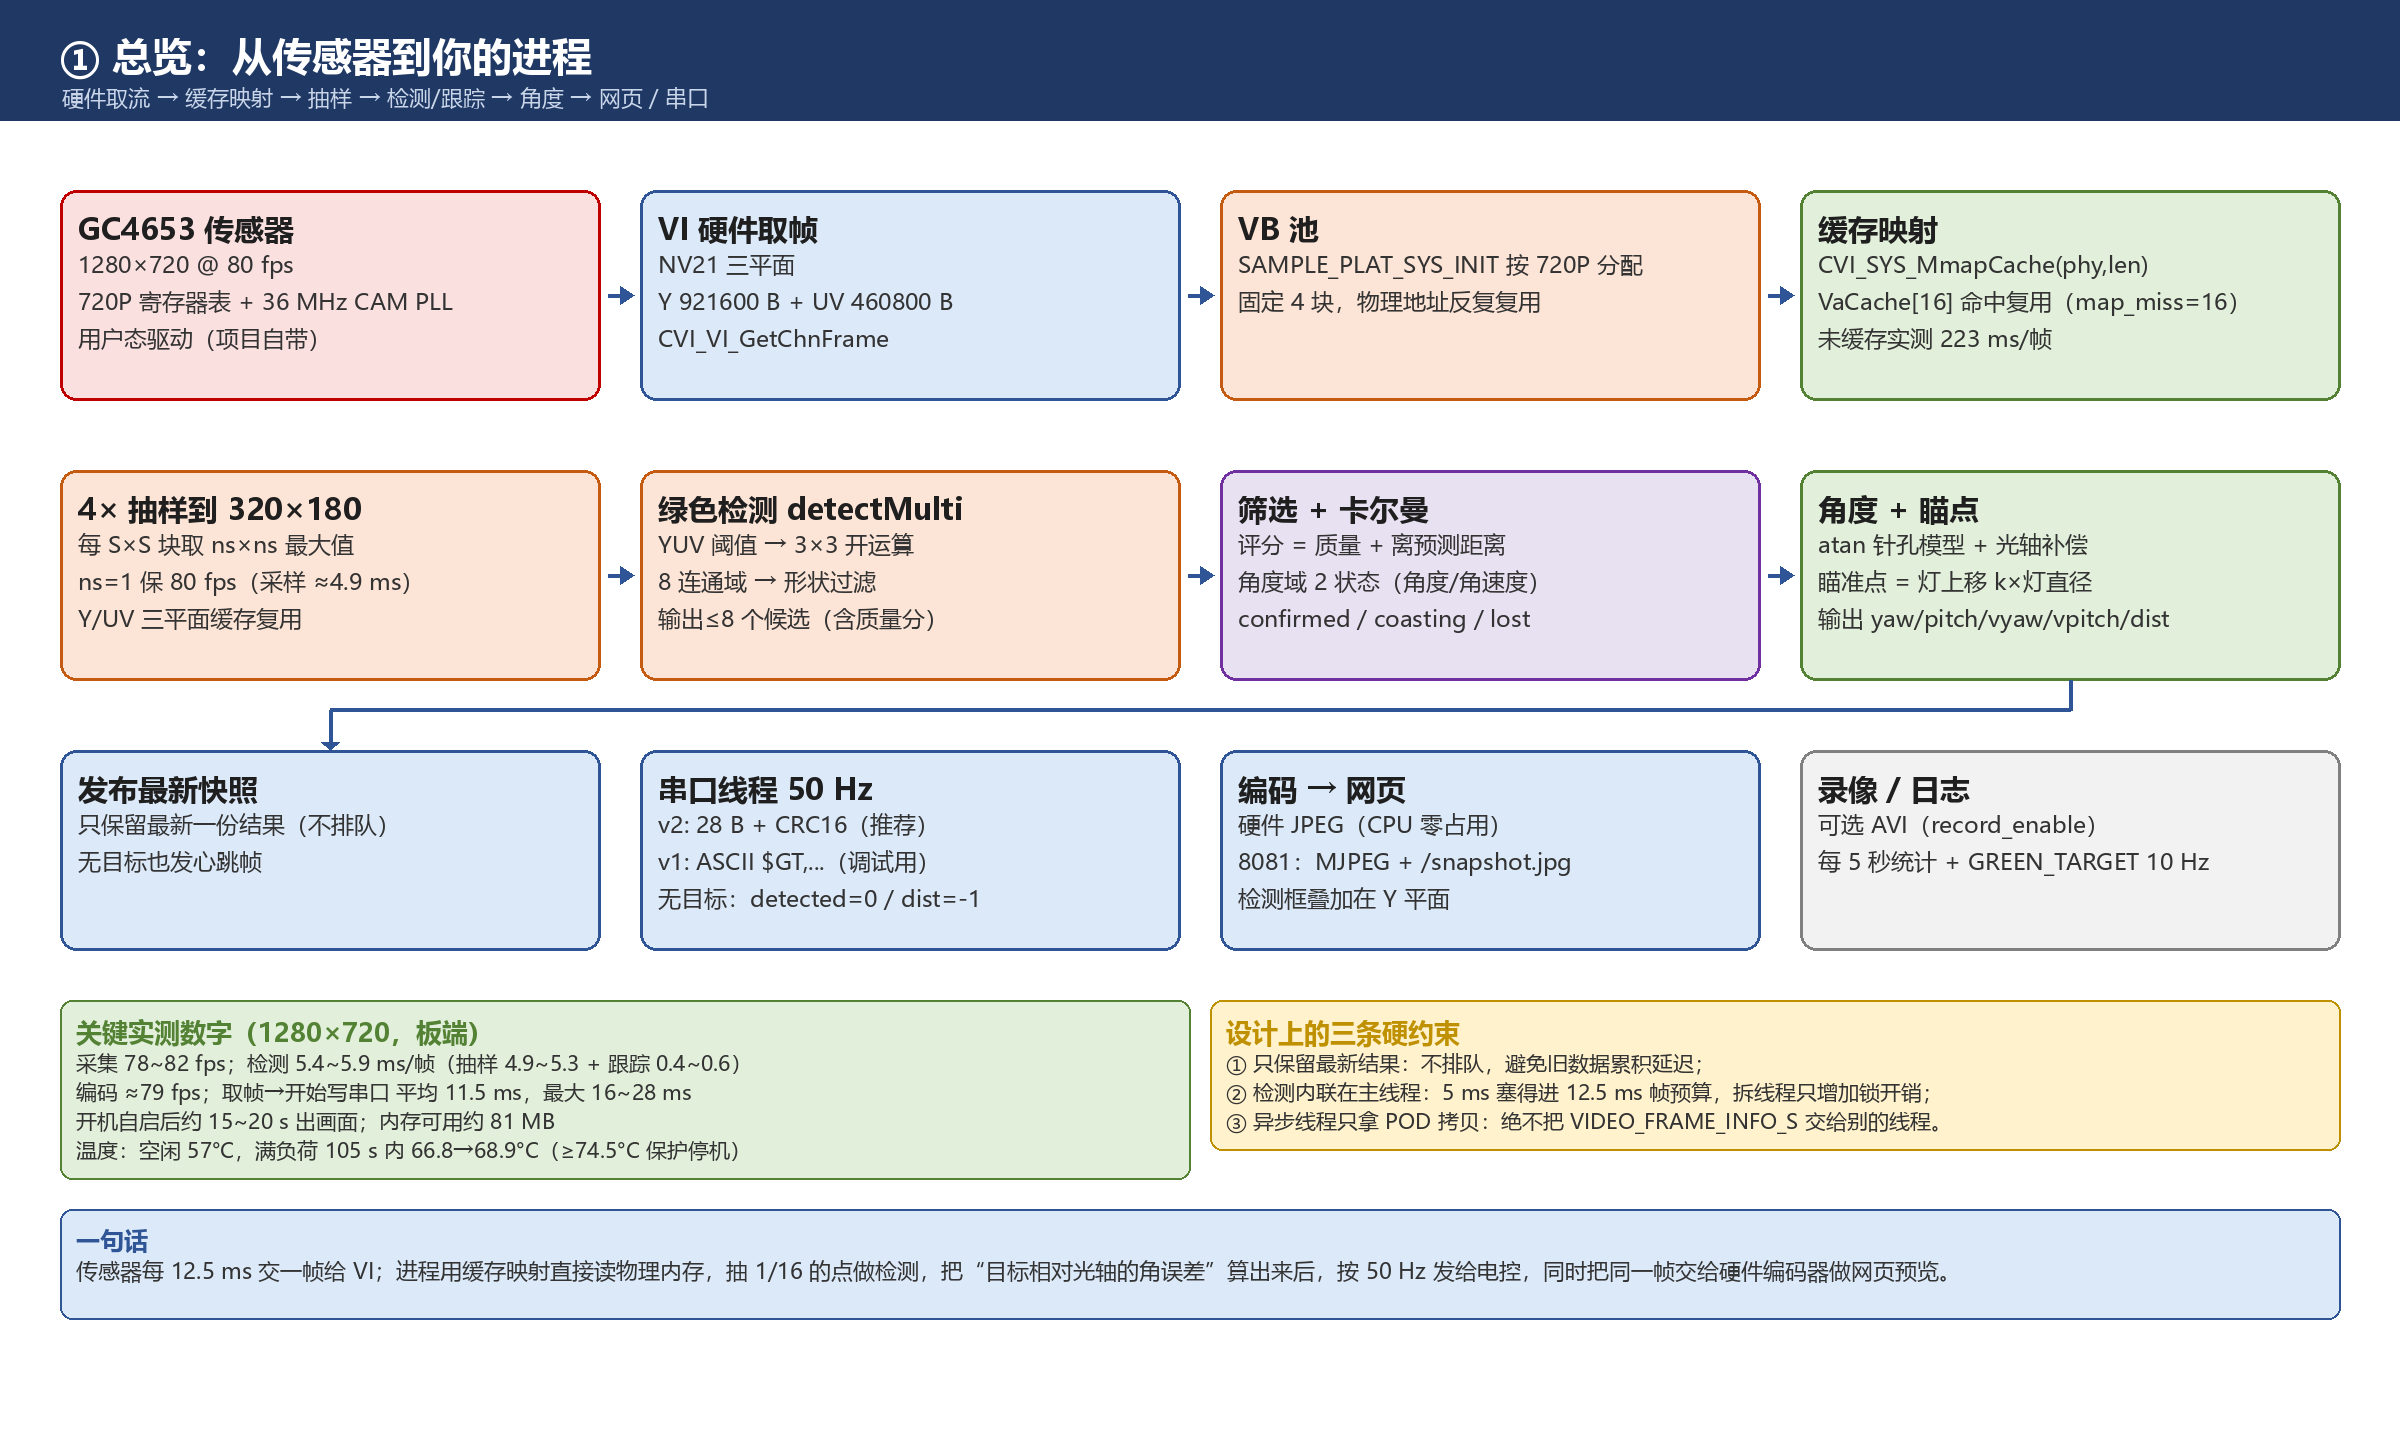 ① 总览：从传感器到你的进程
硬件取流 → 缓存映射 → 抽样 → 检测/跟踪 → 角度 → 网页 / 串口
GC4653 传感器
1280×720 @ 80 fps
720P 寄存器表 + 36 MHz CAM PLL
用户态驱动（项目自带）
VI 硬件取帧
NV21 三平面
Y 921600 B + UV 460800 B
CVI_VI_GetChnFrame
VB 池
SAMPLE_PLAT_SYS_INIT 按 720P 分配
固定 4 块，物理地址反复复用
缓存映射
CVI_SYS_MmapCache(phy,len)
VaCache[16] 命中复用（map_miss=16）
未缓存实测 223 ms/帧
4× 抽样到 320×180
每 S×S 块取 ns×ns 最大值
ns=1 保 80 fps（采样 ≈4.9 ms）
Y/UV 三平面缓存复用
绿色检测 detectMulti
YUV 阈值 → 3×3 开运算
8 连通域 → 形状过滤
输出≤8 个候选（含质量分）
筛选 + 卡尔曼
评分 = 质量 + 离预测距离
角度域 2 状态（角度/角速度）
confirmed / coasting / lost
角度 + 瞄点
atan 针孔模型 + 光轴补偿
瞄准点 = 灯上移 k×灯直径
输出 yaw/pitch/vyaw/vpitch/dist
发布最新快照
只保留最新一份结果（不排队）
无目标也发心跳帧
串口线程 50 Hz
v2: 28 B + CRC16（推荐）
v1: ASCII $GT,...（调试用）
无目标：detected=0 / dist=-1
编码 → 网页
硬件 JPEG（CPU 零占用）
8081：MJPEG + /snapshot.jpg
检测框叠加在 Y 平面
录像 / 日志
可选 AVI（record_enable）
每 5 秒统计 + GREEN_TARGET 10 Hz
关键实测数字（1280×720，板端）
采集 78~82 fps；检测 5.4~5.9 ms/帧（抽样 4.9~5.3 + 跟踪 0.4~0.6）
编码 ≈79 fps；取帧→开始写串口 平均 11.5 ms，最大 16~28 ms
开机自启后约 15~20 s 出画面；内存可用约 81 MB
温度：空闲 57°C，满负荷 105 s 内 66.8→68.9°C（≥74.5°C 保护停机）
设计上的三条硬约束
① 只保留最新结果：不排队，避免旧数据累积延迟；
② 检测内联在主线程：5 ms 塞得进 12.5 ms 帧预算，拆线程只增加锁开销；
③ 异步线程只拿 POD 拷贝：绝不把 VIDEO_FRAME_INFO_S 交给别的线程。
一句话
传感器每 12.5 ms 交一帧给 VI；进程用缓存映射直接读物理内存，抽 1/16 的点做检测，把“目标相对光轴的角误差”算出来后，按 50 Hz 发给电控，同时把同一帧交给硬件编码器做网页预览。